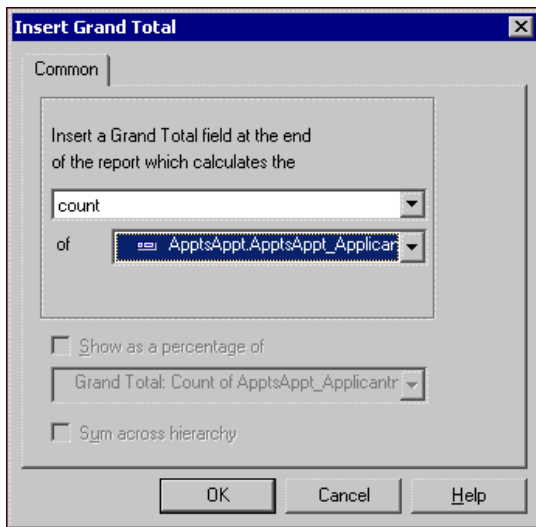 Insert Grand Total
Common
Insert a Grand Total field at the end
of the report which calculates the
count
of ApptsAppt.ApptsAppt_Applicar
Show as a percentage of
Grand Total: Count of ApptsAppt_Applicantr
Sum across hierarchy
OK Cancel Help